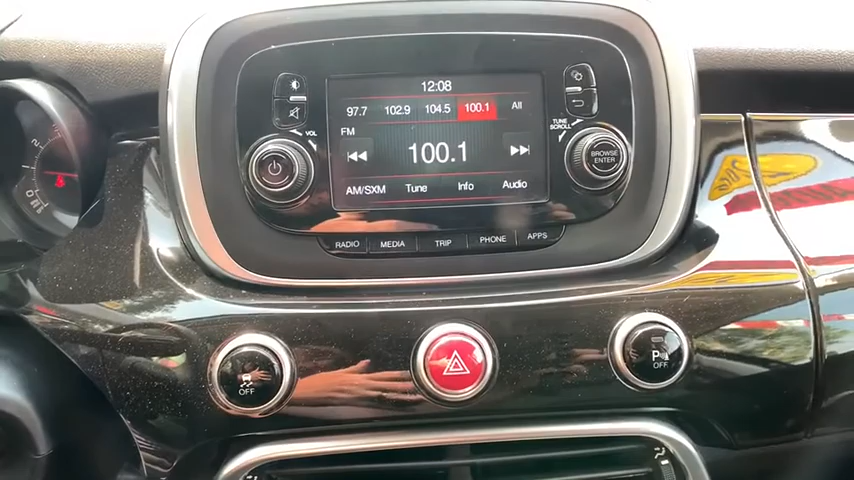 12:08
97.7 102.9 104.5 100.1 All
FM
100.1
AM/SXM Tune Info Audio
VOL
TUNE
SCROLL
BROWSE
ENTER
RADIO MEDIA TRIP PHONE APPS
OFF
P
OFF